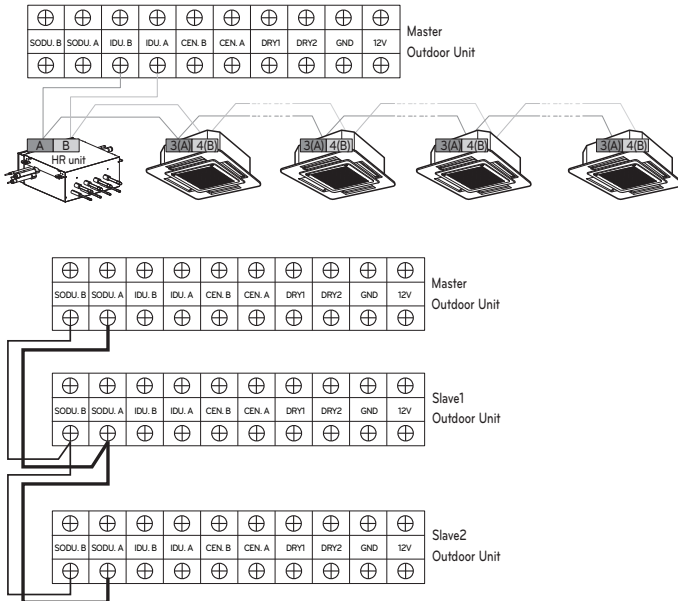 SODU. B SODU. A IDU. B IDU. A CEN. B CEN. A DRY1 DRY2 GND 12V
Master
Outdoor Unit
A B
HR unit
3(A) 4(B) 3(A) 4(B) 3(A) 4(B) 3(A) 4(B)
SODU. B SODU. A IDU. B IDU. A CEN. B CEN. A DRY1 DRY2 GND 12V
Master
Outdoor Unit
SODU. B SODU. A IDU. B IDU. A CEN. B CEN. A DRY1 DRY2 GND 12V
Slave1
Outdoor Unit
SODU. B SODU. A IDU. B IDU. A CEN. B CEN. A DRY1 DRY2 GND 12V
Slave2
Outdoor Unit